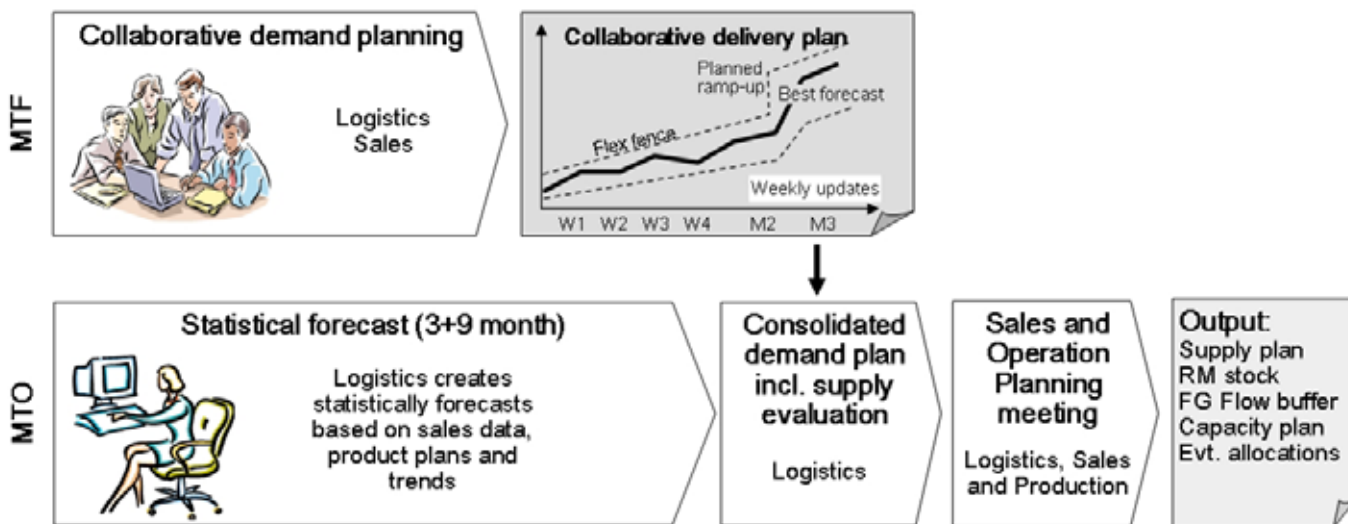 MTF
Collaborative demand planning
Logistics
Sales
Collaborative delivery plan
Planned
ramp-up
Best forecast
Flex fence
Weekly updates
W1 W2 W3 W4 M2 M3
MTO
Statistical forecast (3+9 month)
Logistics creates
statistically forecasts
based on sales data,
product plans and
trends
Consolidated
demand plan
incl. supply
evaluation
Logistics
Sales and
Operation
Planning
meeting
Logistics, Sales
and Production
Output:
Supply plan
RM stock
FG Flow buffer
Capacity plan
Evt. allocations